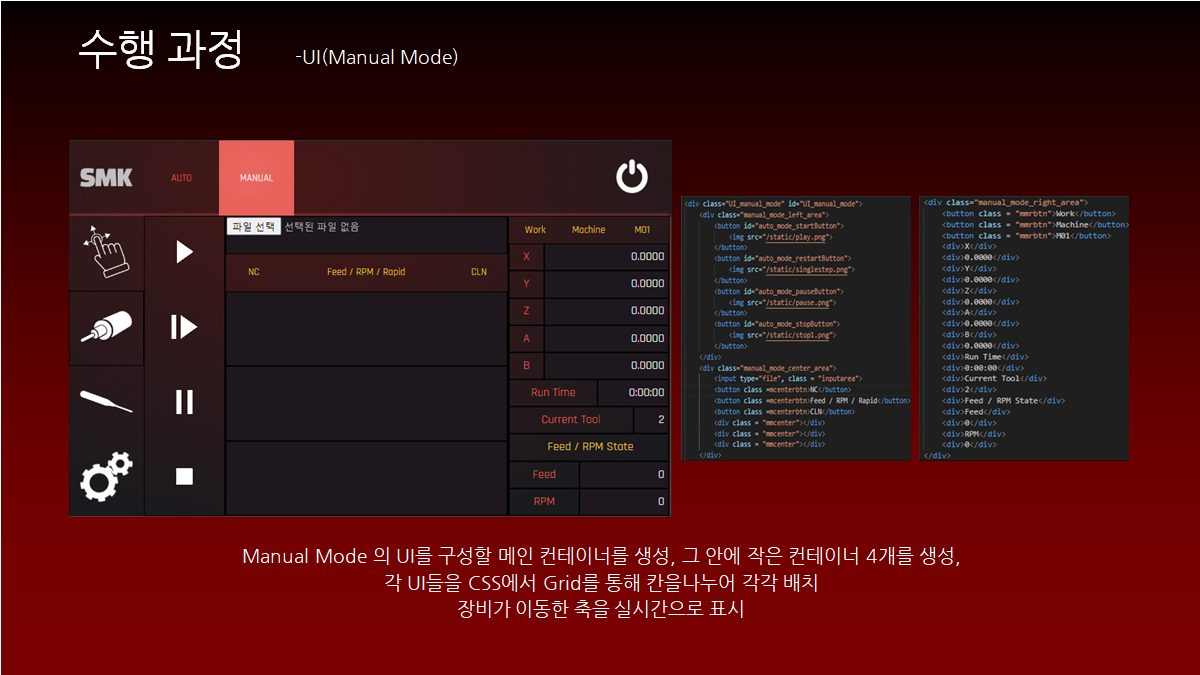 수행 과정
-UI(Manual Mode)
SMK
AUTO
MANUAL
파일 선택 선택된 파일 없음
NC
Feed / RPM / Rapid
CLN
Work
Machine
M01
X 0.0000
Y 0.0000
Z 0.0000
A 0.0000
B 0.0000
Run Time 0:00:00
Current Tool 2
Feed / RPM State
Feed 0
RPM 0
<div class="UI_manual_mode" id="UI_manual_mode">
<div class="manual_mode_left_area">
<button id="auto_mode_startButton">
<img src="/static/play.png">
</button>
<button id="auto_mode_restartButton">
<img src="/static/singlestep.png">
</button>
<button id="auto_mode_pauseButton">
<img src="/static/pause.png">
</button>
<button id="auto_mode_stopButton">
<img src="/static/stop1.png">
</button>
</div>
<div class="manual_mode_center_area">
<input type="file", class = "inputarea">
<button class =mcenterbtn>NC</button>
<button class =mcenterbtn>Feed / RPM / Rapid</button>
<button class =mcenterbtn>CLN</button>
<div class = "mmcenter"></div>
<div class = "mmcenter"></div>
<div class = "mmcenter"></div>
</div>
<div class="manual_mode_right_area">
<button class = "mmrbtn">Work</button>
<button class = "mmrbtn">Machine</button>
<button class = "mmrbtn">M01</button>
<div>X</div>
<div>0.0000</div>
<div>Y</div>
<div>0.0000</div>
<div>Z</div>
<div>0.0000</div>
<div>A</div>
<div>0.0000</div>
<div>B</div>
<div>0.0000</div>
<div>Run Time</div>
<div>0:00:00</div>
<div>Current Tool</div>
<div>2</div>
<div>Feed / RPM State</div>
<div>Feed</div>
<div>0</div>
<div>RPM</div>
<div>0</div>
</div>
Manual Mode 의 UI를 구성할 메인 컨테이너를 생성, 그 안에 작은 컨테이너 4개를 생성,
각 UI들을 CSS에서 Grid를 통해 칸을나누어 각각 배치
장비가 이동한 축을 실시간으로 표시